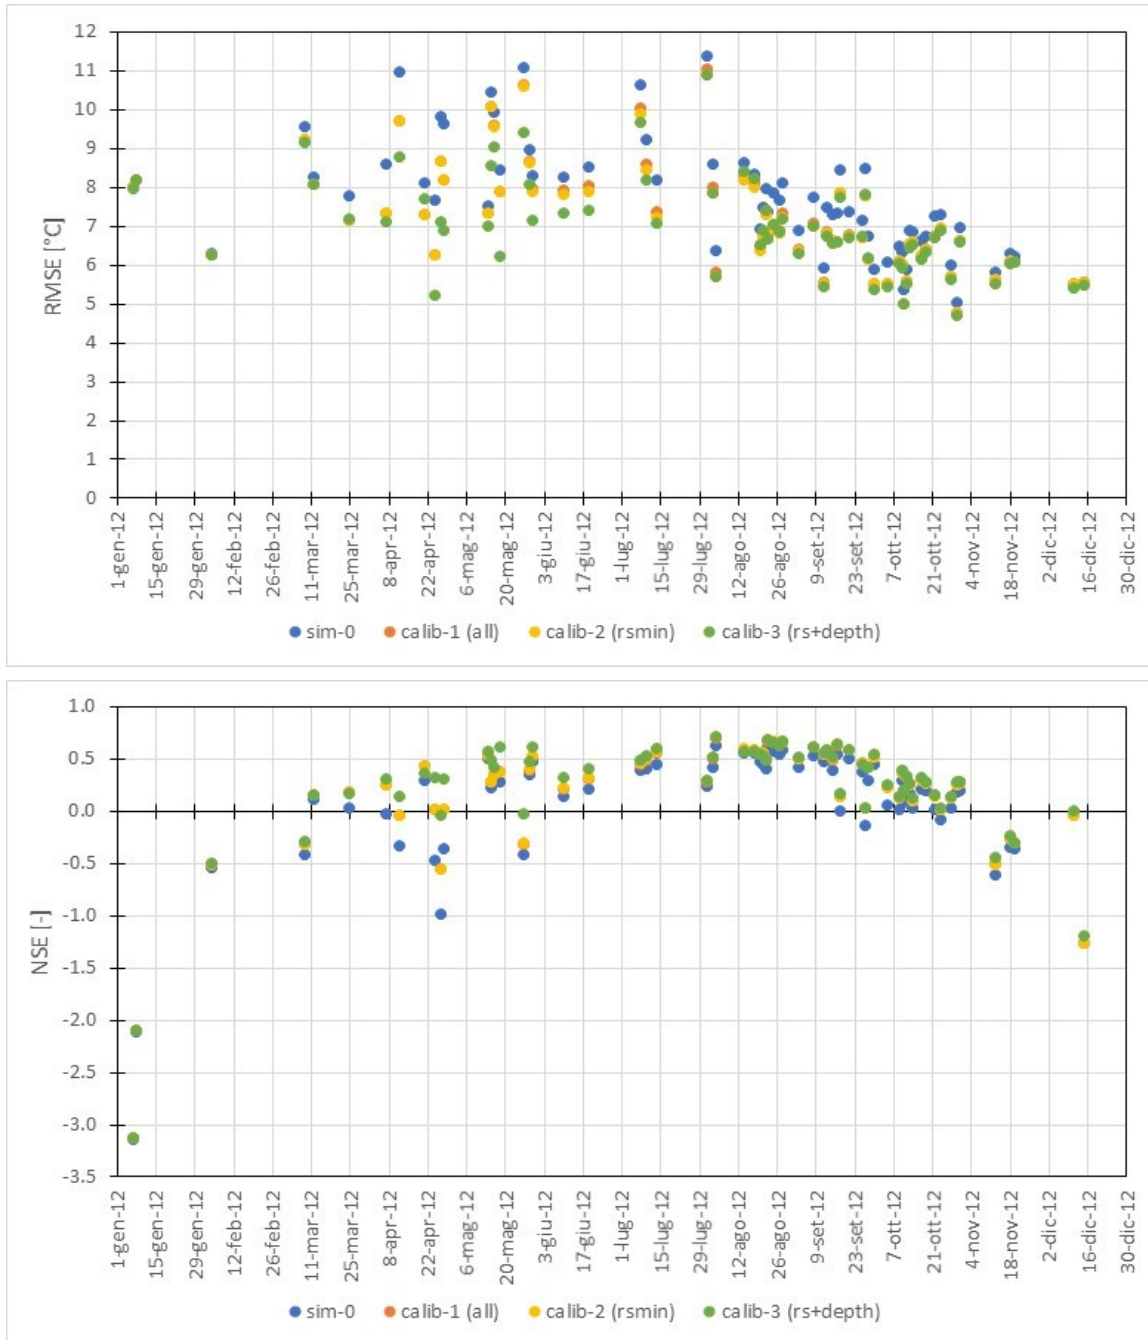 12
11
10
9
8
7
6
5
4
3
2
1
0
RMSE [°C]
1-gen-12
15-gen-12
29-gen-12
12-feb-12
26-feb-12
11-mar-12
25-mar-12
8-apr-12
22-apr-12
6-mag-12
20-mag-12
3-giu-12
17-giu-12
1-lug-12
15-lug-12
29-lug-12
12-ago-12
26-ago-12
9-set-12
23-set-12
7-ott-12
21-ott-12
4-nov-12
18-nov-12
2-dic-12
16-dic-12
30-dic-12
sim-0 calib-1 (all) calib-2 (rsmin) calib-3 (rs+depth)
1.0
0.5
0.0
-0.5
-1.0
-1.5
-2.0
-2.5
-3.0
-3.5
NSE [-]
1-gen-12
15-gen-12
29-gen-12
12-feb-12
26-feb-12
11-mar-12
25-mar-12
8-apr-12
22-apr-12
6-mag-12
20-mag-12
3-giu-12
17-giu-12
1-lug-12
15-lug-12
29-lug-12
12-ago-12
26-ago-12
9-set-12
23-set-12
7-ott-12
21-ott-12
4-nov-12
18-nov-12
2-dic-12
16-dic-12
30-dic-12
sim-0 calib-1 (all) calib-2 (rsmin) calib-3 (rs+depth)